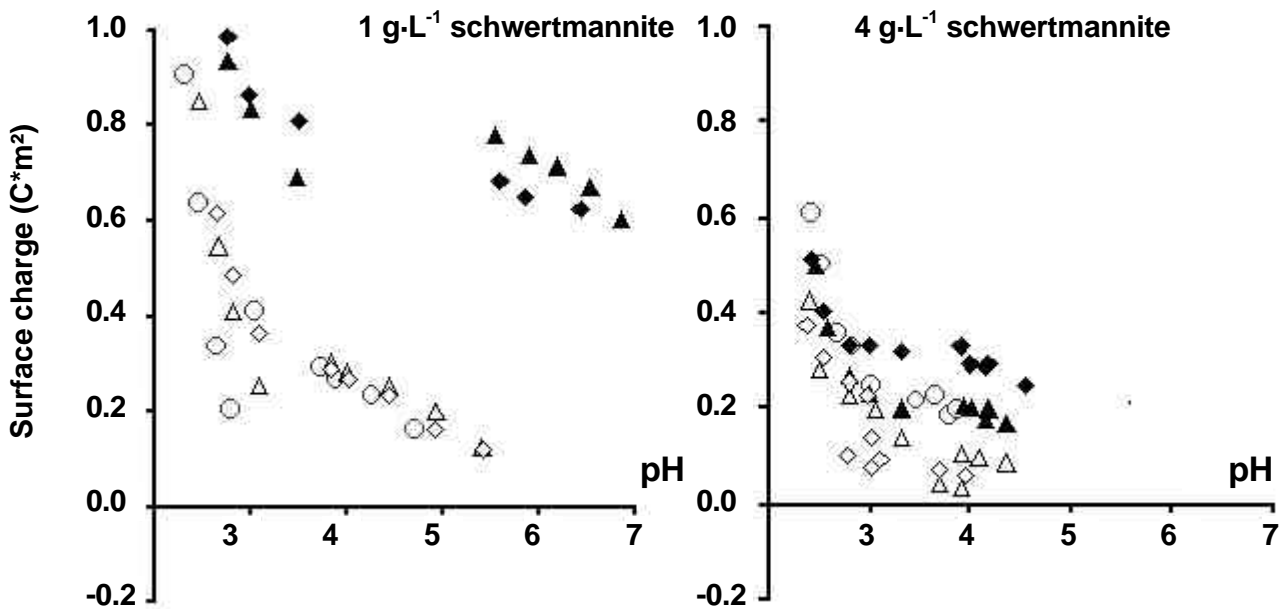 1 g·L⁻¹ schwertmannite
4 g·L⁻¹ schwertmannite
Surface charge (C*m²)
1.0
0.8
0.6
0.4
0.2
0.0
-0.2
3 4 5 6 7
pH
1.0
0.8
0.6
0.4
0.2
0.0
-0.2
3 4 5 6 7
pH